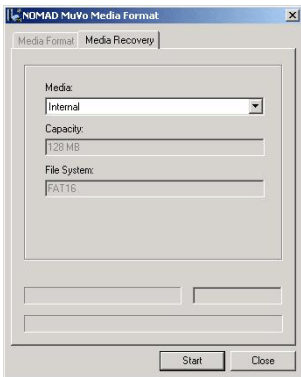 NOMAD MuVo Media Format
Media Format Media Recovery
Media:
Internal
Capacity:
128 MB
File System:
FAT16
Start Close